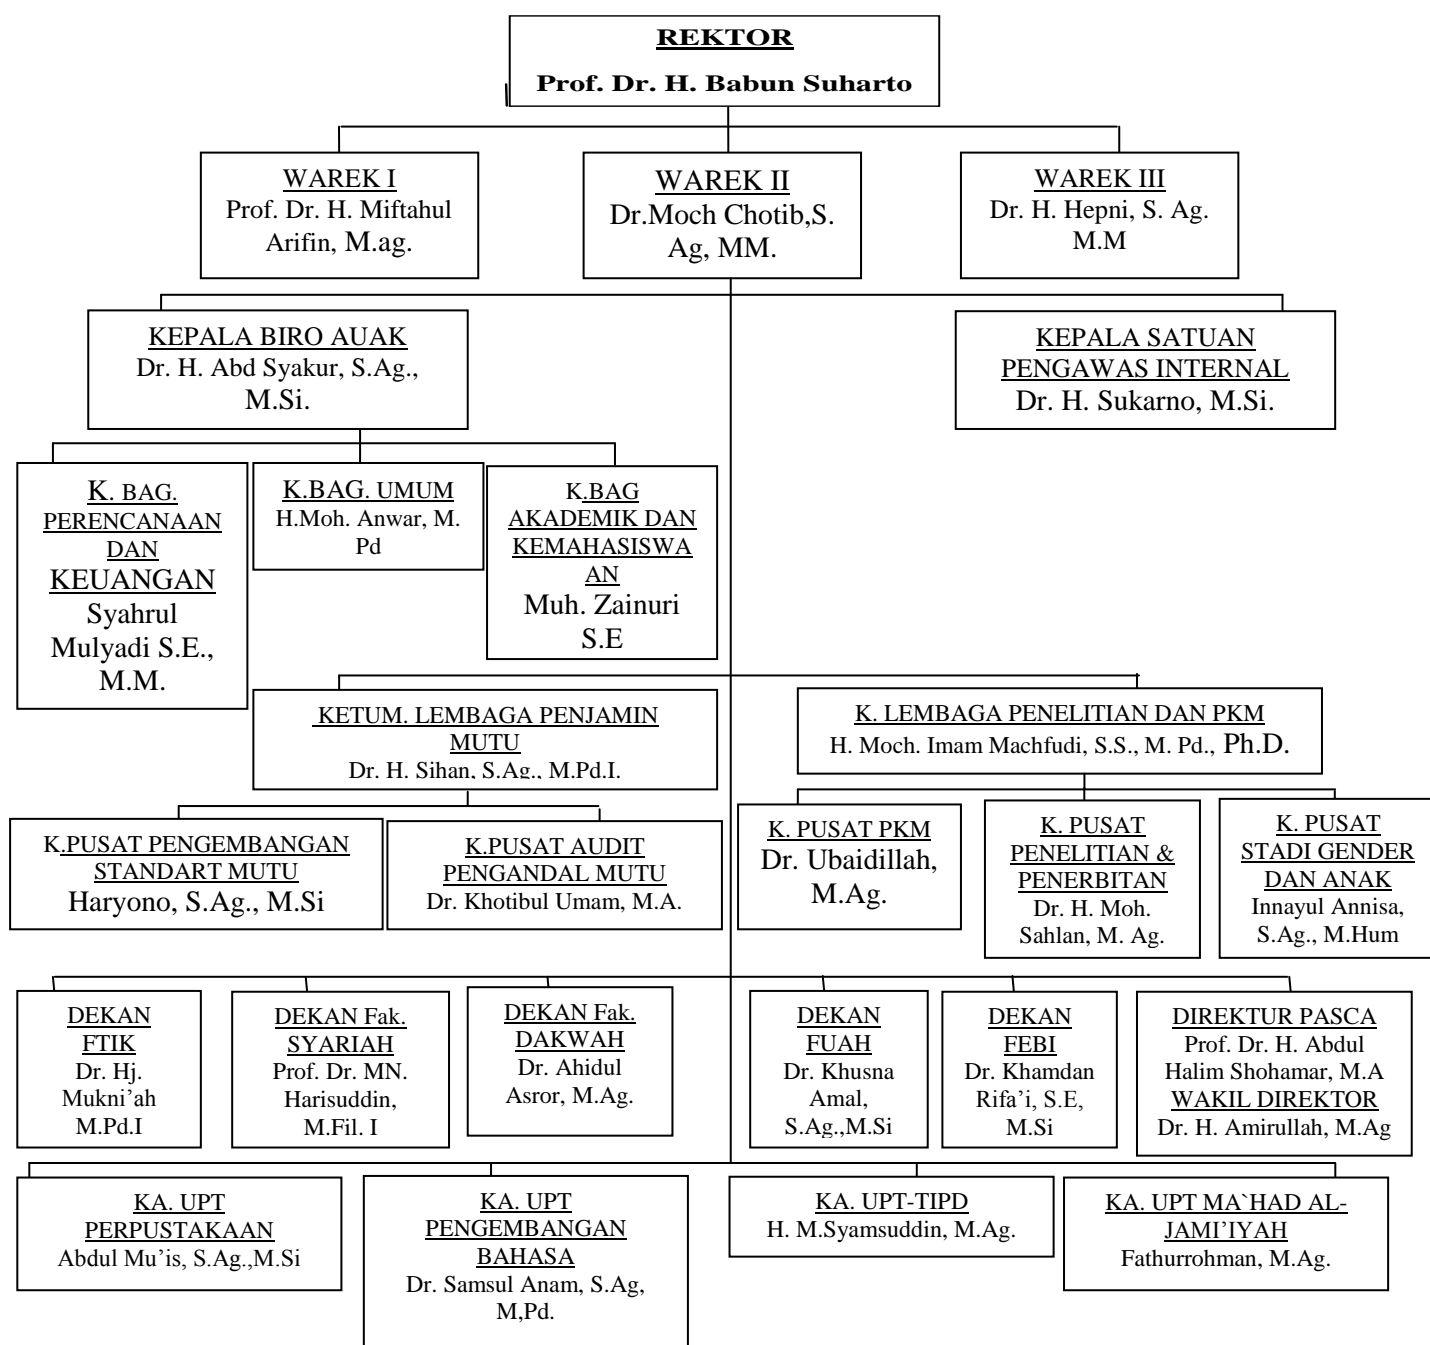 REKTOR
Prof. Dr. H. Babun Suharto
WAREK I
Prof. Dr. H. Miftahul
Arifin, M.ag.
WAREK II
Dr.Moch Chotib,S.
Ag, MM.
WAREK III
Dr. H. Hepni, S. Ag.
M.M
KEPALA BIRO AUAK
Dr. H. Abd Syakur, S.Ag.,
M.Si.
KEPALA SATUAN
PENGAWAS INTERNAL
Dr. H. Sukarno, M.Si.
K. BAG.
PERENCANAAN
DAN
KEUANGAN
Syahrul
Mulyadi S.E.,
M.M.
K.BAG. UMUM
H.Moh. Anwar, M.
Pd
K.BAG
AKADEMIK DAN
KEMAHASISWA
AN
Muh. Zainuri
S.E
KETUM. LEMBAGA PENJAMIN
MUTU
Dr. H. Sihan, S.Ag., M.Pd.I.
K. LEMBAGA PENELITIAN DAN PKM
H. Moch. Imam Machfudi, S.S., M. Pd., Ph.D.
K.PUSAT PENGEMBANGAN
STANDART MUTU
Haryono, S.Ag., M.Si
K.PUSAT AUDIT
PENGANDAL MUTU
Dr. Khotibul Umam, M.A.
K. PUSAT PKM
Dr. Ubaidillah,
M.Ag.
K. PUSAT
PENELITIAN &
PENERBITAN
Dr. H. Moh.
Sahlan, M. Ag.
K. PUSAT
STADI GENDER
DAN ANAK
Innayul Annisa,
S.Ag., M.Hum
DEKAN
FTIK
Dr. Hj.
Mukni’ah
M.Pd.I
DEKAN Fak.
SYARIAH
Prof. Dr. MN.
Harisuddin,
M.Fil. I
DEKAN Fak.
DAKWAH
Dr. Ahidul
Asror, M.Ag.
DEKAN
FUAH
Dr. Khusna
Amal,
S.Ag.,M.Si
DEKAN
FEBI
Dr. Khamdan
Rifa’i, S.E,
M.Si
DIREKTUR PASCA
Prof. Dr. H. Abdul
Halim Shohamar, M.A
WAKIL DIREKTOR
Dr. H. Amirullah, M.Ag
KA. UPT
PERPUSTAKAAN
Abdul Mu’is, S.Ag.,M.Si
KA. UPT
PENGEMBANGAN
BAHASA
Dr. Samsul Anam, S.Ag,
M,Pd.
KA. UPT-TIPD
H. M.Syamsuddin, M.Ag.
KA. UPT MA`HAD AL-
JAMI’IYAH
Fathurrohman, M.Ag.